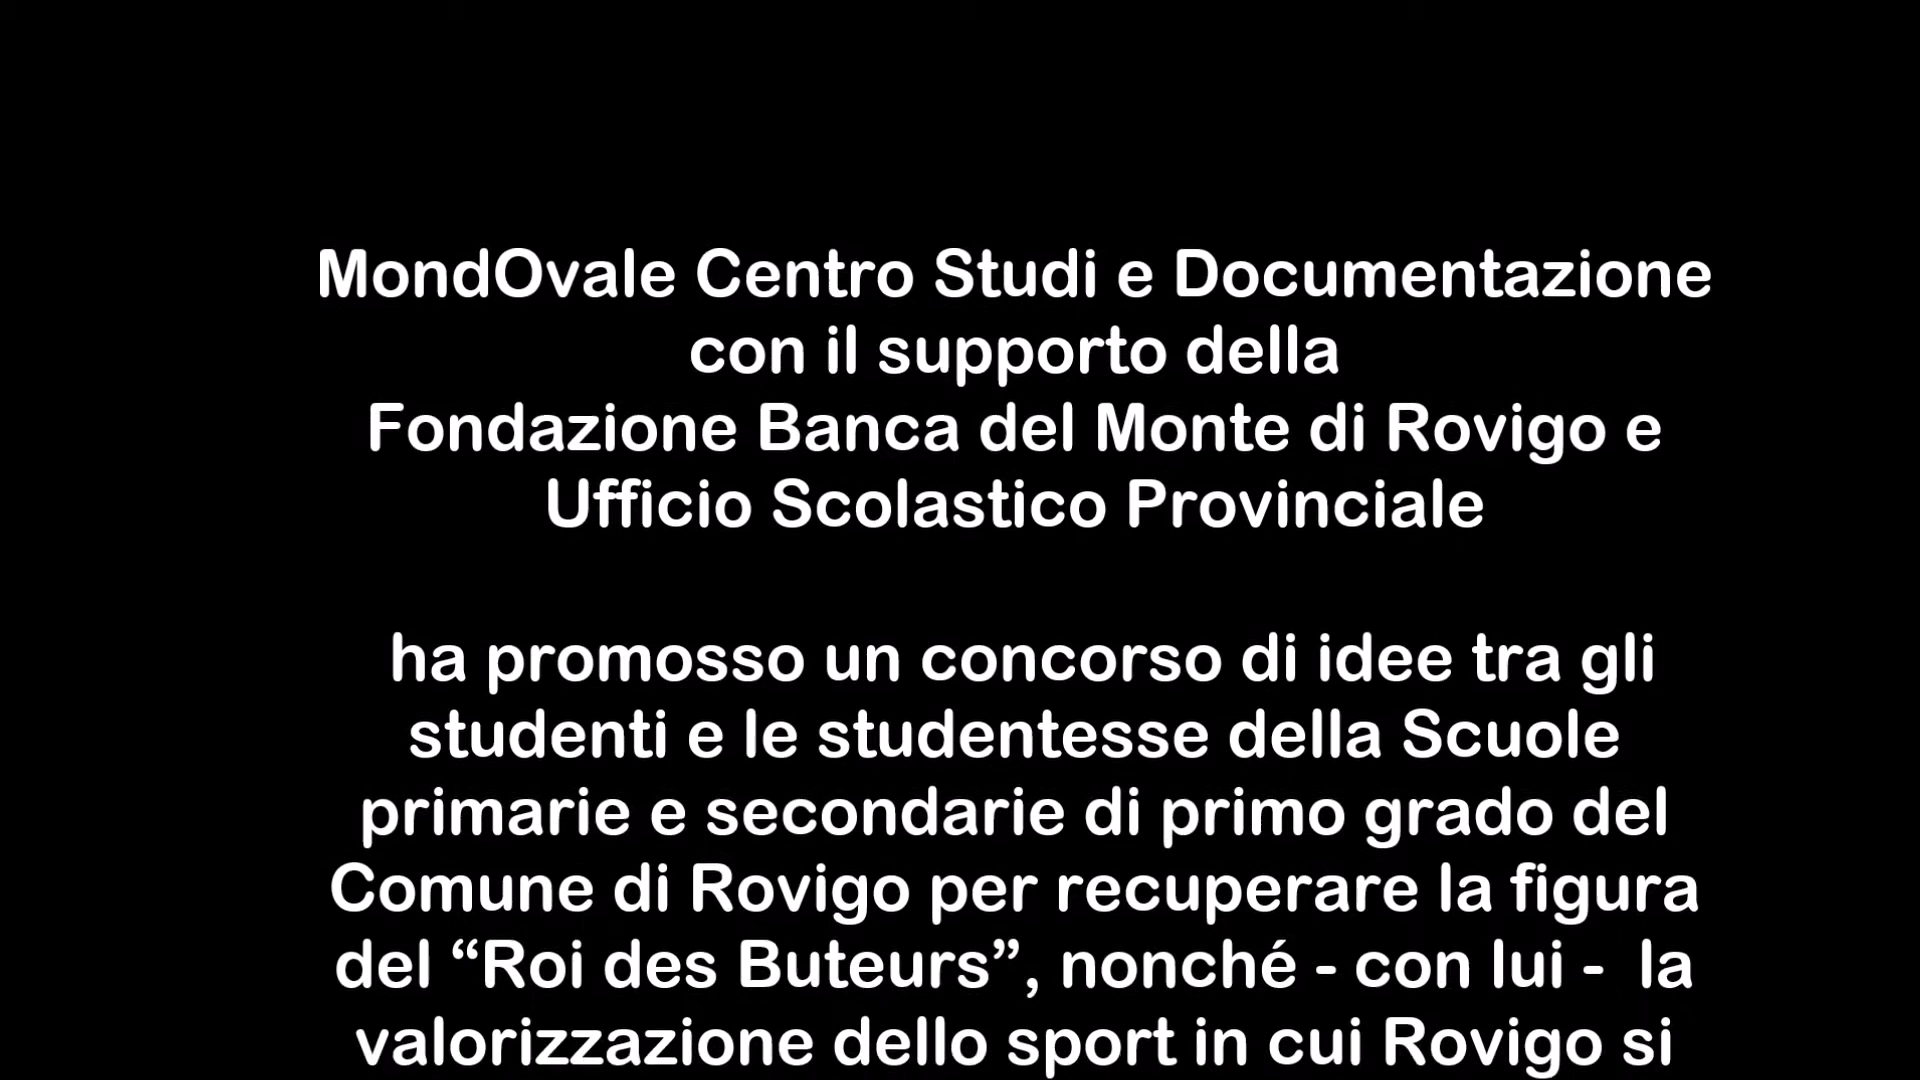 MondOvale Centro Studi e Documentazione
con il supporto della
Fondazione Banca del Monte di Rovigo e
Ufficio Scolastico Provinciale
ha promosso un concorso di idee tra gli
studenti e le studentesse della Scuole
primarie e secondarie di primo grado del
Comune di Rovigo per recuperare la figura
del “Roi des Buteurs”, nonché - con lui -  la
valorizzazione dello sport in cui Rovigo si